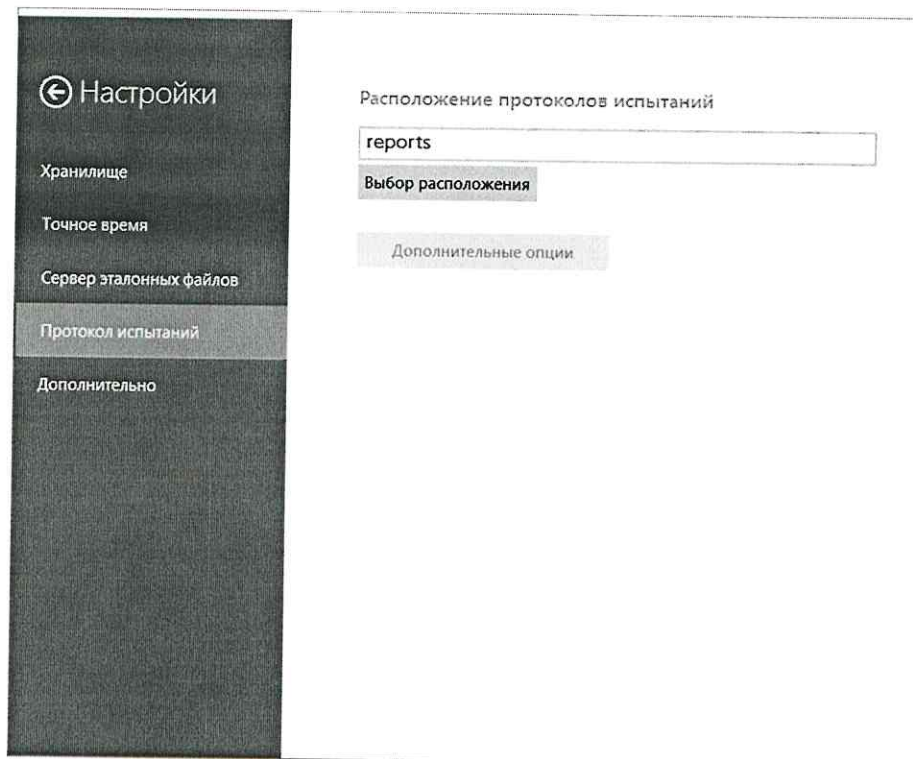 Настройки
Хранилище
Точное время
Сервер эталонных файлов
Протокол испытаний
Дополнительно
Расположение протоколов испытаний
reports
Выбор расположения
Дополнительные опции